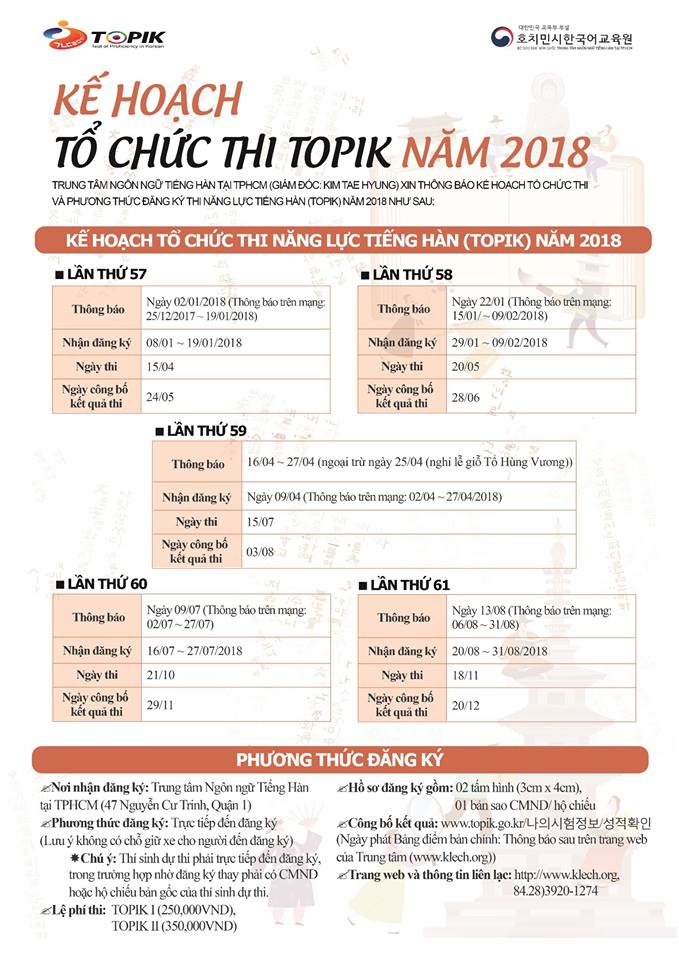 TOPIK
Test of Proficiency in Korean
대한민국 교육부 부설
호치민시한국어교육원
KẾ HOẠCH
TỔ CHỨC THI TOPIK NĂM 2018
TRUNG TÂM NGÔN NGỮ TIẾNG HÀN TẠI TPHCM (GIÁM ĐỐC: KIM TAE HYUNG) XIN THÔNG BÁO KẾ HOẠCH TỔ CHỨC THI
VÀ PHƯƠNG THỨC ĐĂNG KÝ THI NĂNG LỰC TIẾNG HÀN (TOPIK) NĂM 2018 NHƯ SAU:
KẾ HOẠCH TỔ CHỨC THI NĂNG LỰC TIẾNG HÀN (TOPIK) NĂM 2018
■ LẦN THỨ 57
Thông báo
Ngày 02/01/2018 (Thông báo trên mạng:
25/12/2017 ~ 19/01/2018)
Nhận đăng ký
08/01 ~ 19/01/2018
Ngày thi
15/04
Ngày công bố
kết quả thi
24/05
■ LẦN THỨ 58
Thông báo
Ngày 22/01 (Thông báo trên mạng:
15/01/ ~ 09/02/2018)
Nhận đăng ký
29/01 ~ 09/02/2018
Ngày thi
20/05
Ngày công bố
kết quả thi
28/06
■ LẦN THỨ 59
Thông báo
16/04 ~ 27/04 (ngoại trừ ngày 25/04 (nghỉ lễ giỗ Tổ Hùng Vương))
Nhận đăng ký
Ngày 09/04 (Thông báo trên mạng: 02/04 ~ 27/04/2018)
Ngày thi
15/07
Ngày công bố
kết quả thi
03/08
■ LẦN THỨ 60
Thông báo
Ngày 09/07 (Thông báo trên mạng:
02/07 ~ 27/07)
Nhận đăng ký
16/07 ~ 27/07/2018
Ngày thi
21/10
Ngày công bố
kết quả thi
29/11
■ LẦN THỨ 61
Thông báo
Ngày 13/08 (Thông báo trên mạng:
06/08 ~ 31/08)
Nhận đăng ký
20/08 ~ 31/08/2018
Ngày thi
18/11
Ngày công bố
kết quả thi
20/12
PHƯƠNG THỨC ĐĂNG KÝ
Nơi nhận đăng ký: Trung tâm Ngôn ngữ Tiếng Hàn
tại TPHCM (47 Nguyễn Cư Trinh, Quận 1)
Phương thức đăng ký: Trực tiếp đến đăng ký
(Lưu ý không có chỗ giữ xe cho người đến đăng ký)
✷Chú ý: Thí sinh dự thi phải trực tiếp đến đăng ký,
trong trường hợp nhờ đăng ký thay phải có CMND
hoặc hộ chiếu bản gốc của thí sinh dự thi.
Lệ phí thi: TOPIK I (250,000VND),
TOPIK II (350,000VND)
Hồ sơ đăng ký gồm: 02 tấm hình (3cm x 4cm),
01 bản sao CMND/ hộ chiếu
Công bố kết quả: www.topik.go.kr/나의시험정보/성적확인
(Ngày phát Bảng điểm bản chính: Thông báo sau trên trang web
của Trung tâm (www.klech.org))
Trang web và thông tin liên lạc: http://www.klech.org,
84.28)3920-1274